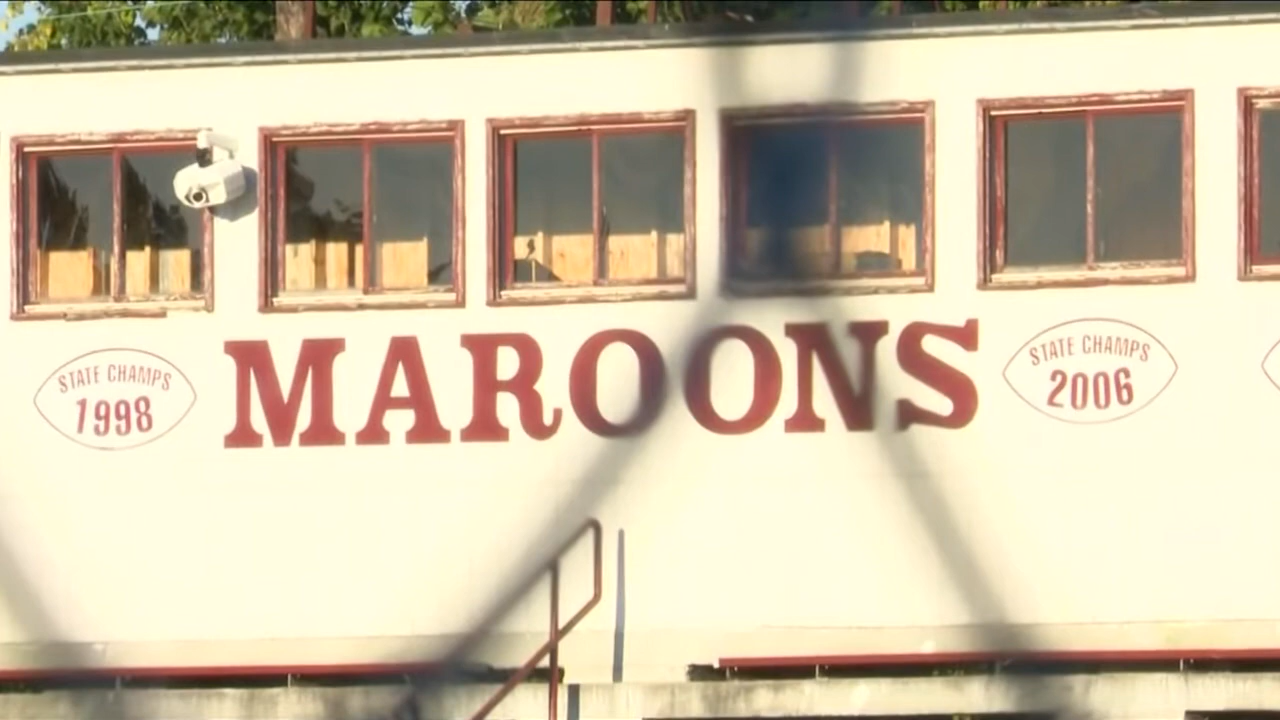 STATE CHAMPS
1998
MAROONS
STATE CHAMPS
2006